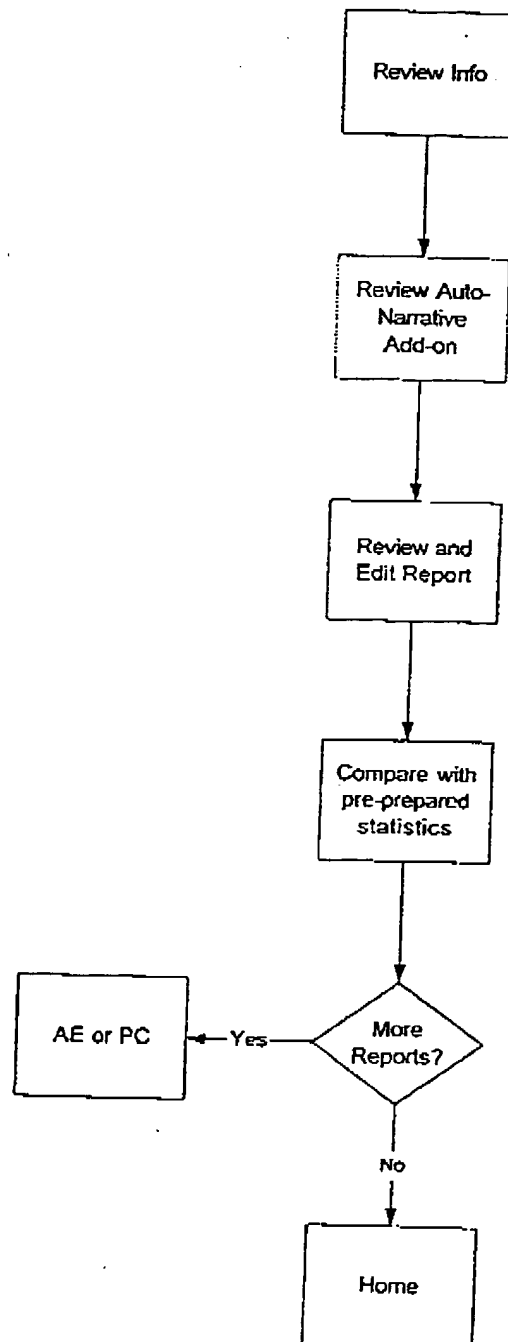 Review Info
Review Auto-
Narrative
Add-on
Review and
Edit Report
Compare with
pre-prepared
statistics
More
Reports?
Yes
AE or PC
No
Home